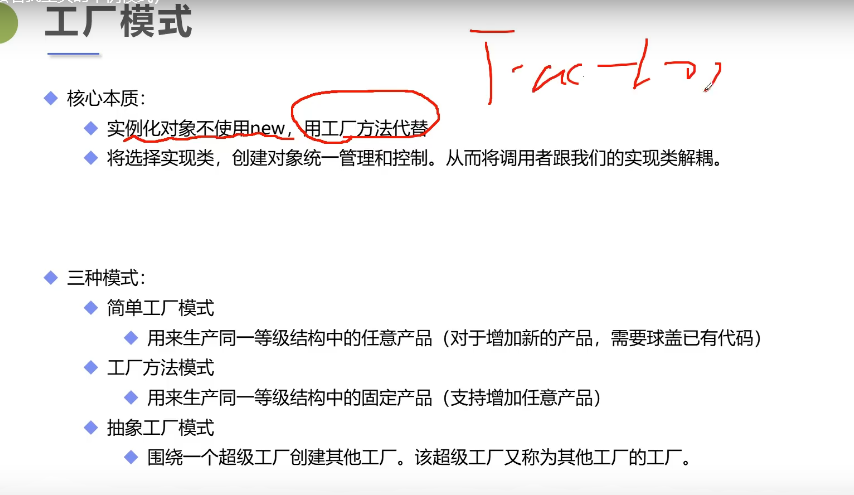 工厂模式
核心本质：
实例化对象不使用new，用工厂方法代替
将选择实现类，创建对象统一管理和控制。从而将调用者跟我们的实现类解耦。
三种模式：
简单工厂模式
用来生产同一等级结构中的任意产品（对于增加新的产品，需要球盖已有代码）
工厂方法模式
用来生产同一等级结构中的固定产品（支持增加任意产品）
抽象工厂模式
围绕一个超级工厂创建其他工厂。该超级工厂又称为其他工厂的工厂。